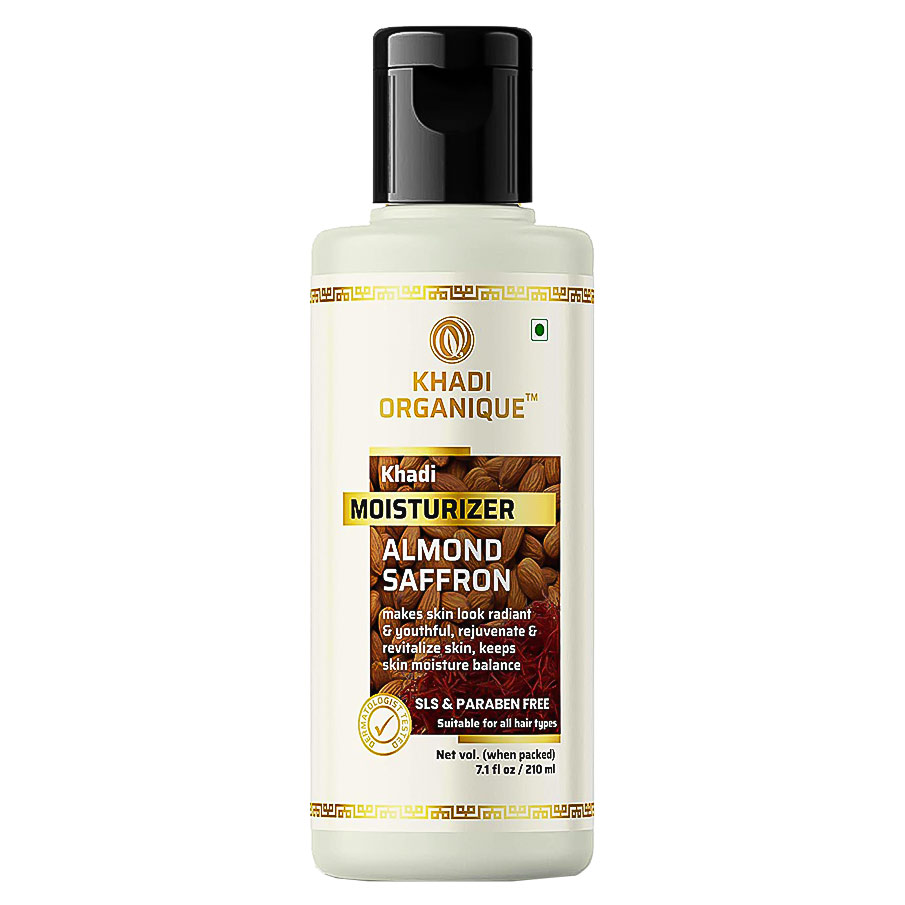 KHADI
ORGANIQUE™
Khadi
MOISTURIZER
ALMOND
SAFFRON
makes skin look radiant
& youthful, rejuvenate &
revitalize skin, keeps
skin moisture balance
SLS & PARABEN FREE
Suitable for all hair types
DERMATOLOGIST TESTED
Net vol. (when packed)
7.1 fl oz / 210 ml